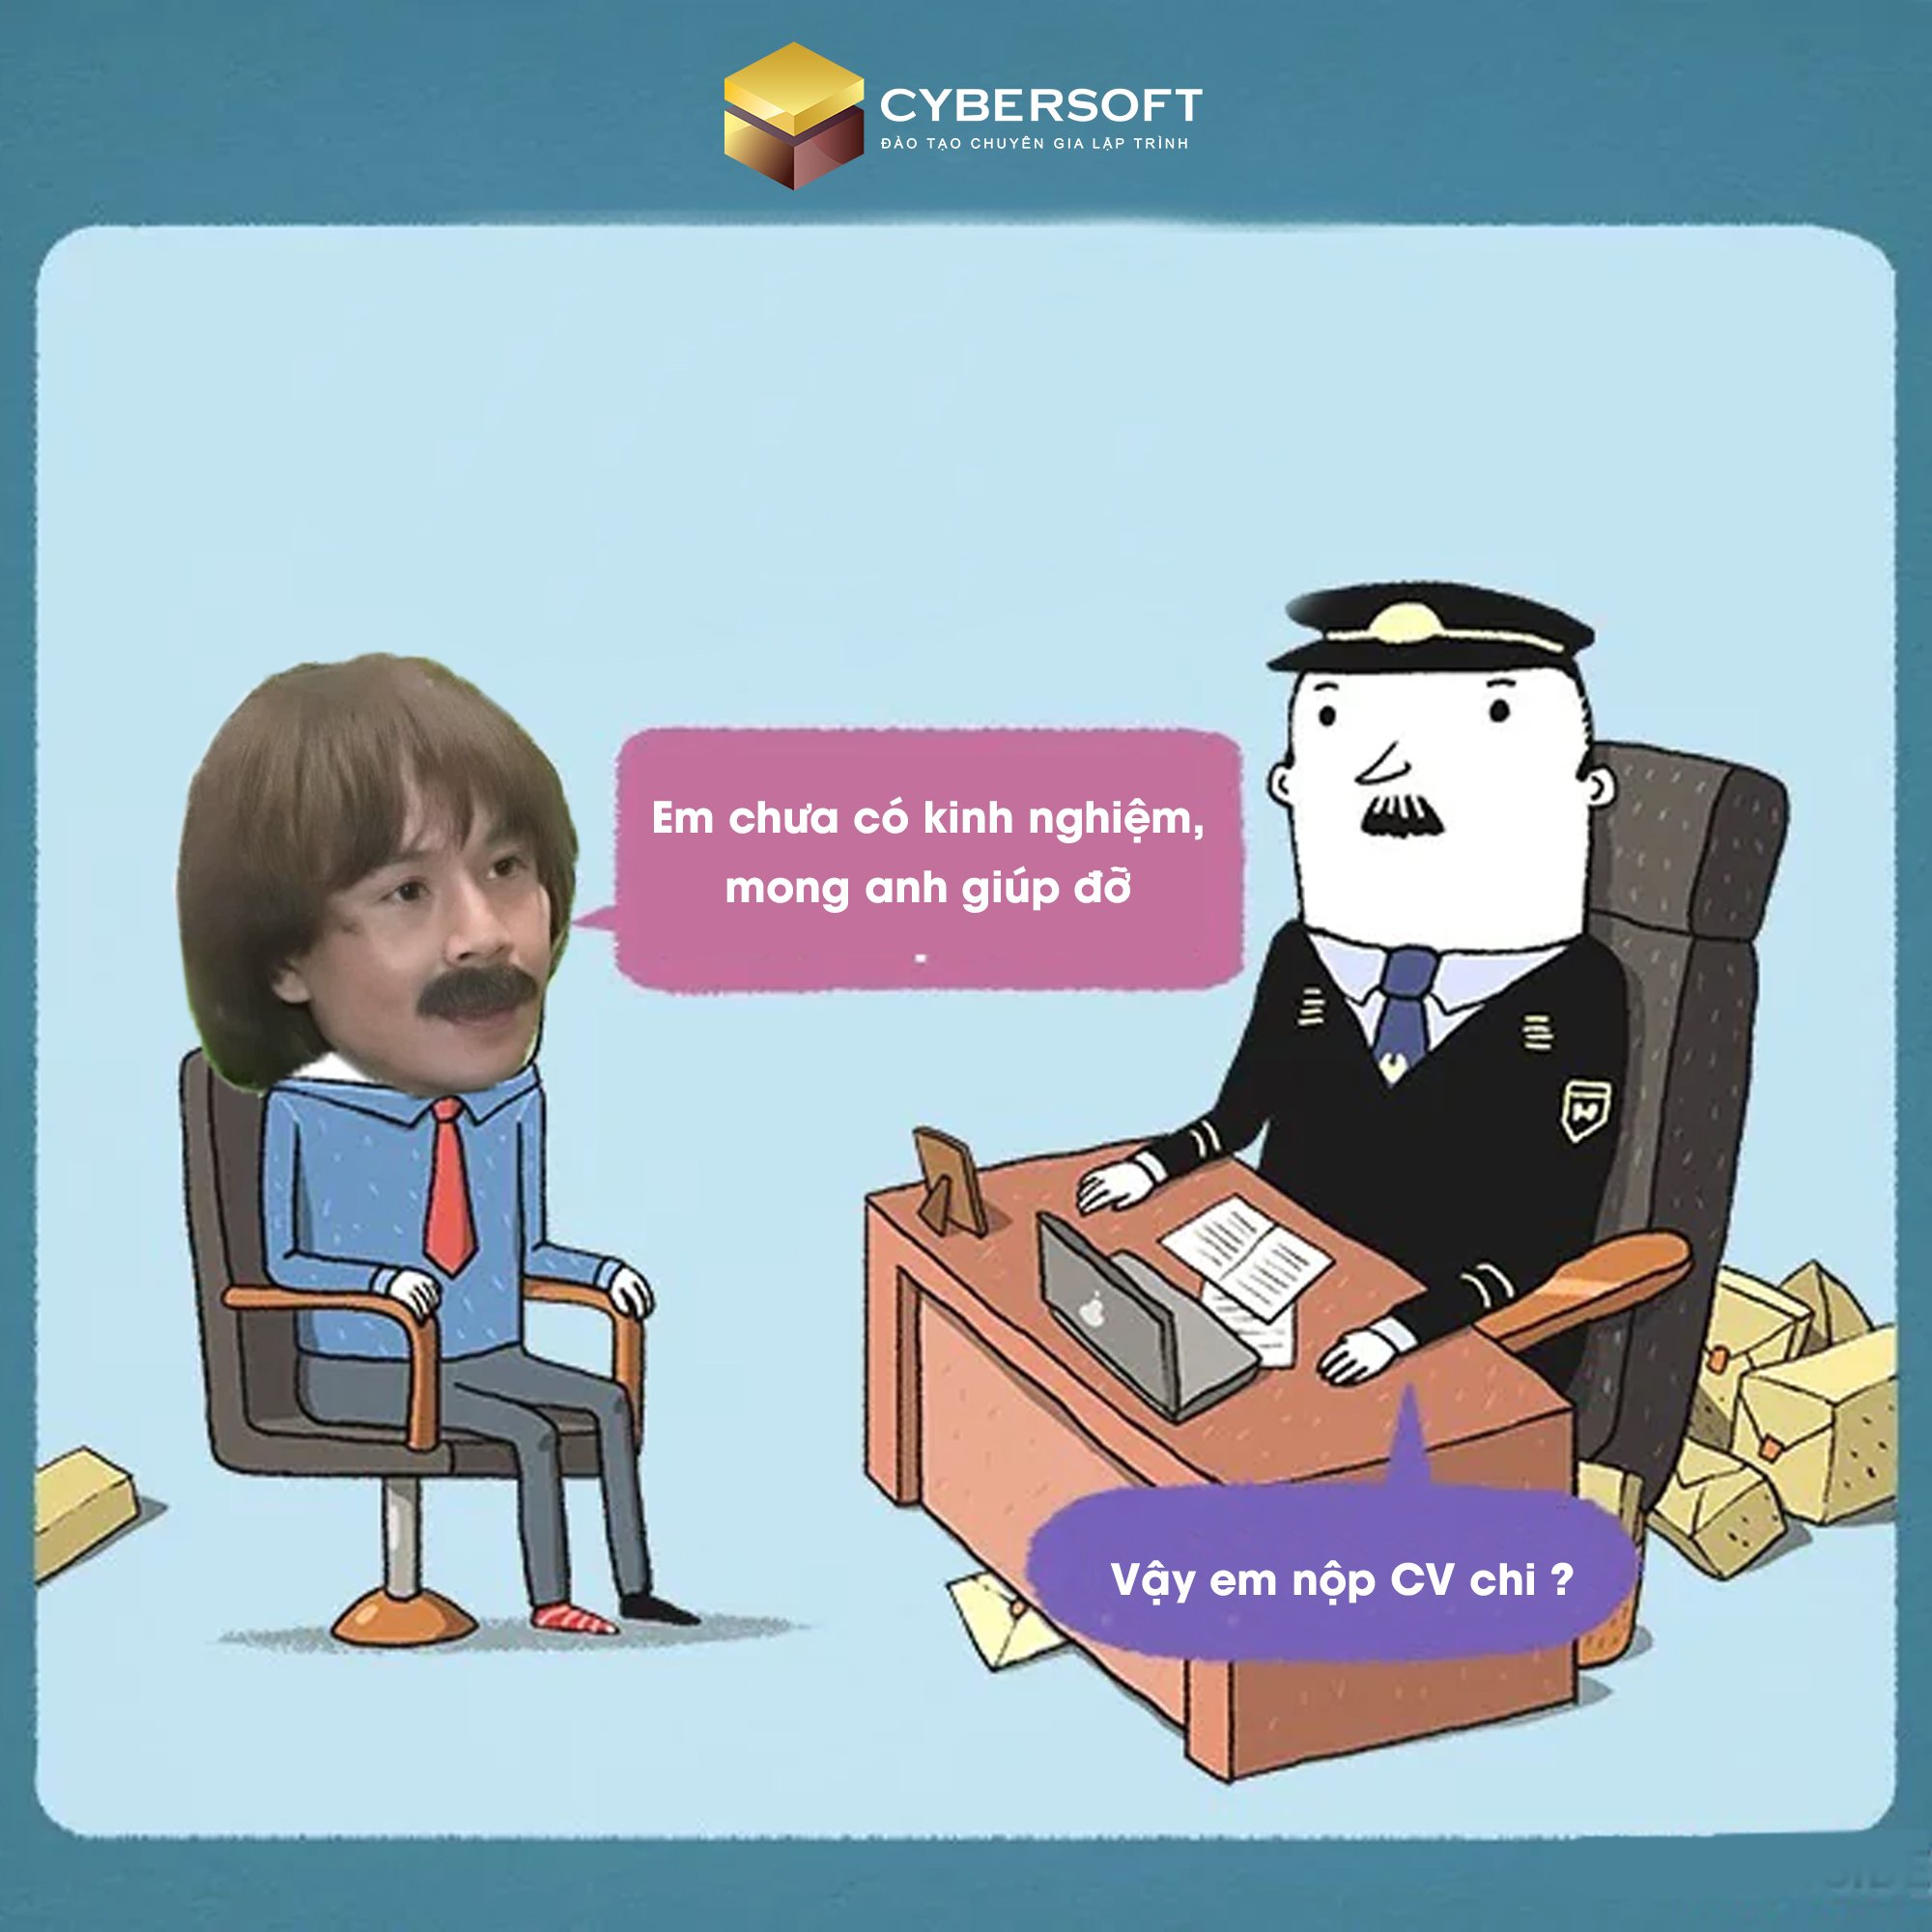 CYBERSOFT
ĐÀO TẠO CHUYÊN GIA LẬP TRÌNH
Em chưa có kinh nghiệm,
mong anh giúp đỡ
.
Vậy em nộp CV chi ?